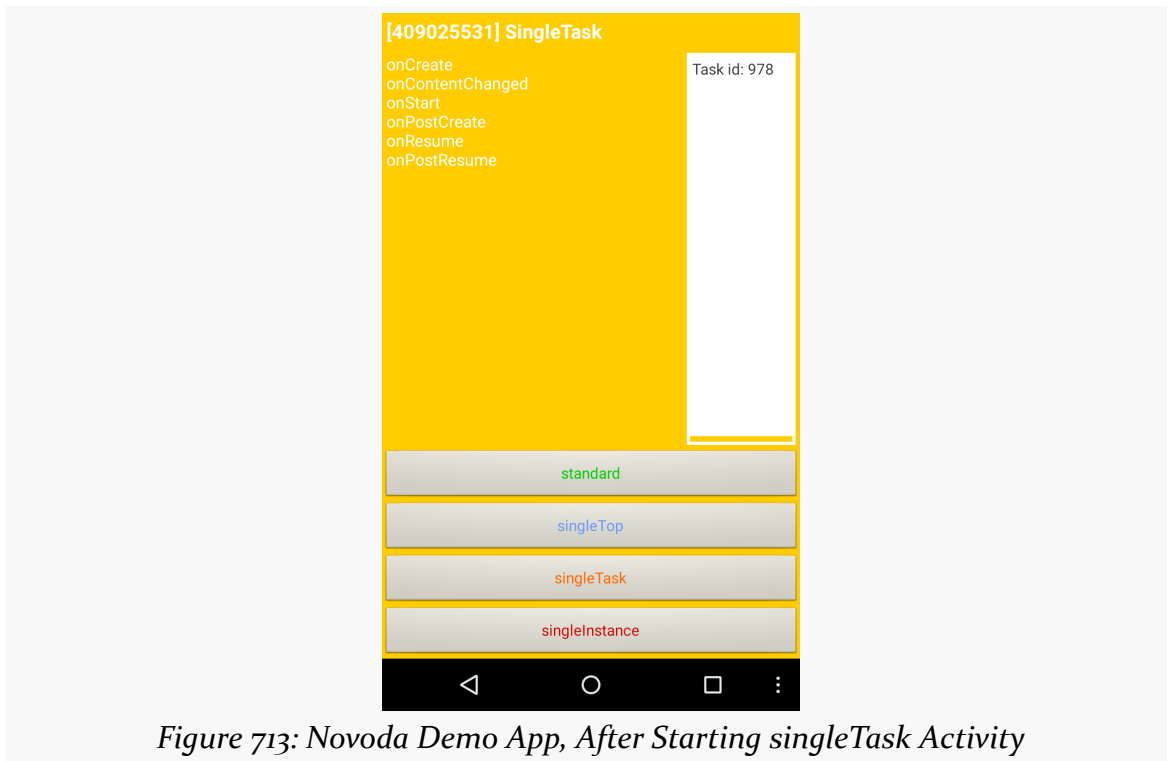 [409025531] SingleTask
onCreate
onContentChanged
onStart
onPostCreate
onResume
onPostResume
Task id: 978
standard
singleTop
singleTask
singleInstance
Figure 713: Novoda Demo App, After Starting singleTask Activity